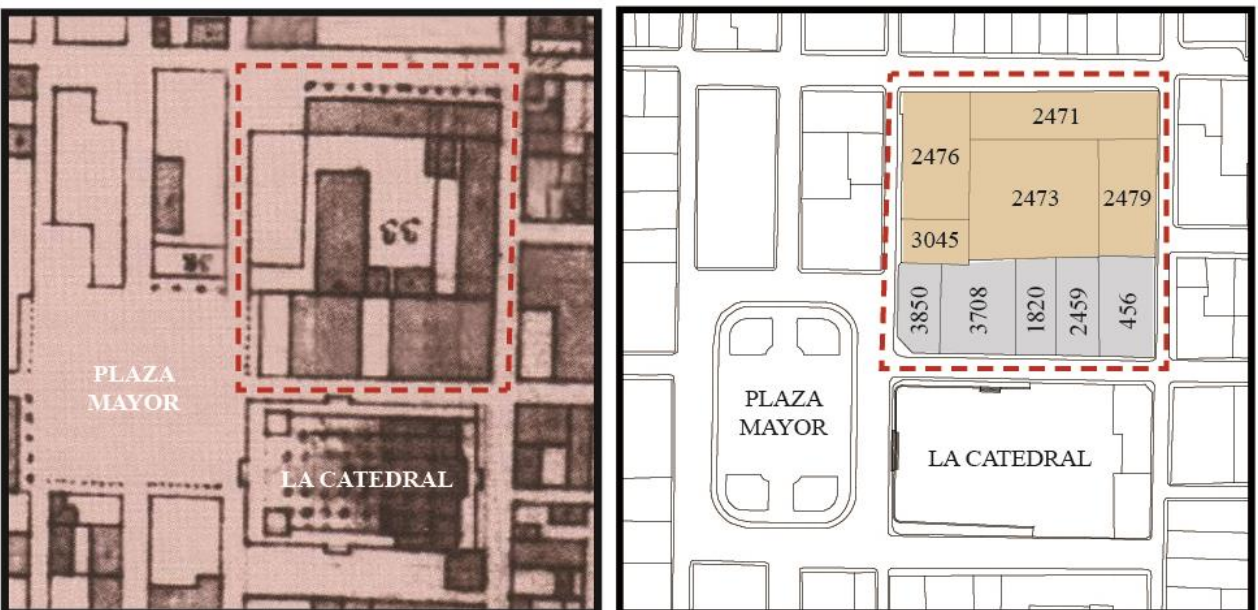 33
PLAZA
MAYOR
LA CATEDRAL
2471
2476
2473
2479
3045
3850
3708
1820
2459
456
PLAZA
MAYOR
LA CATEDRAL